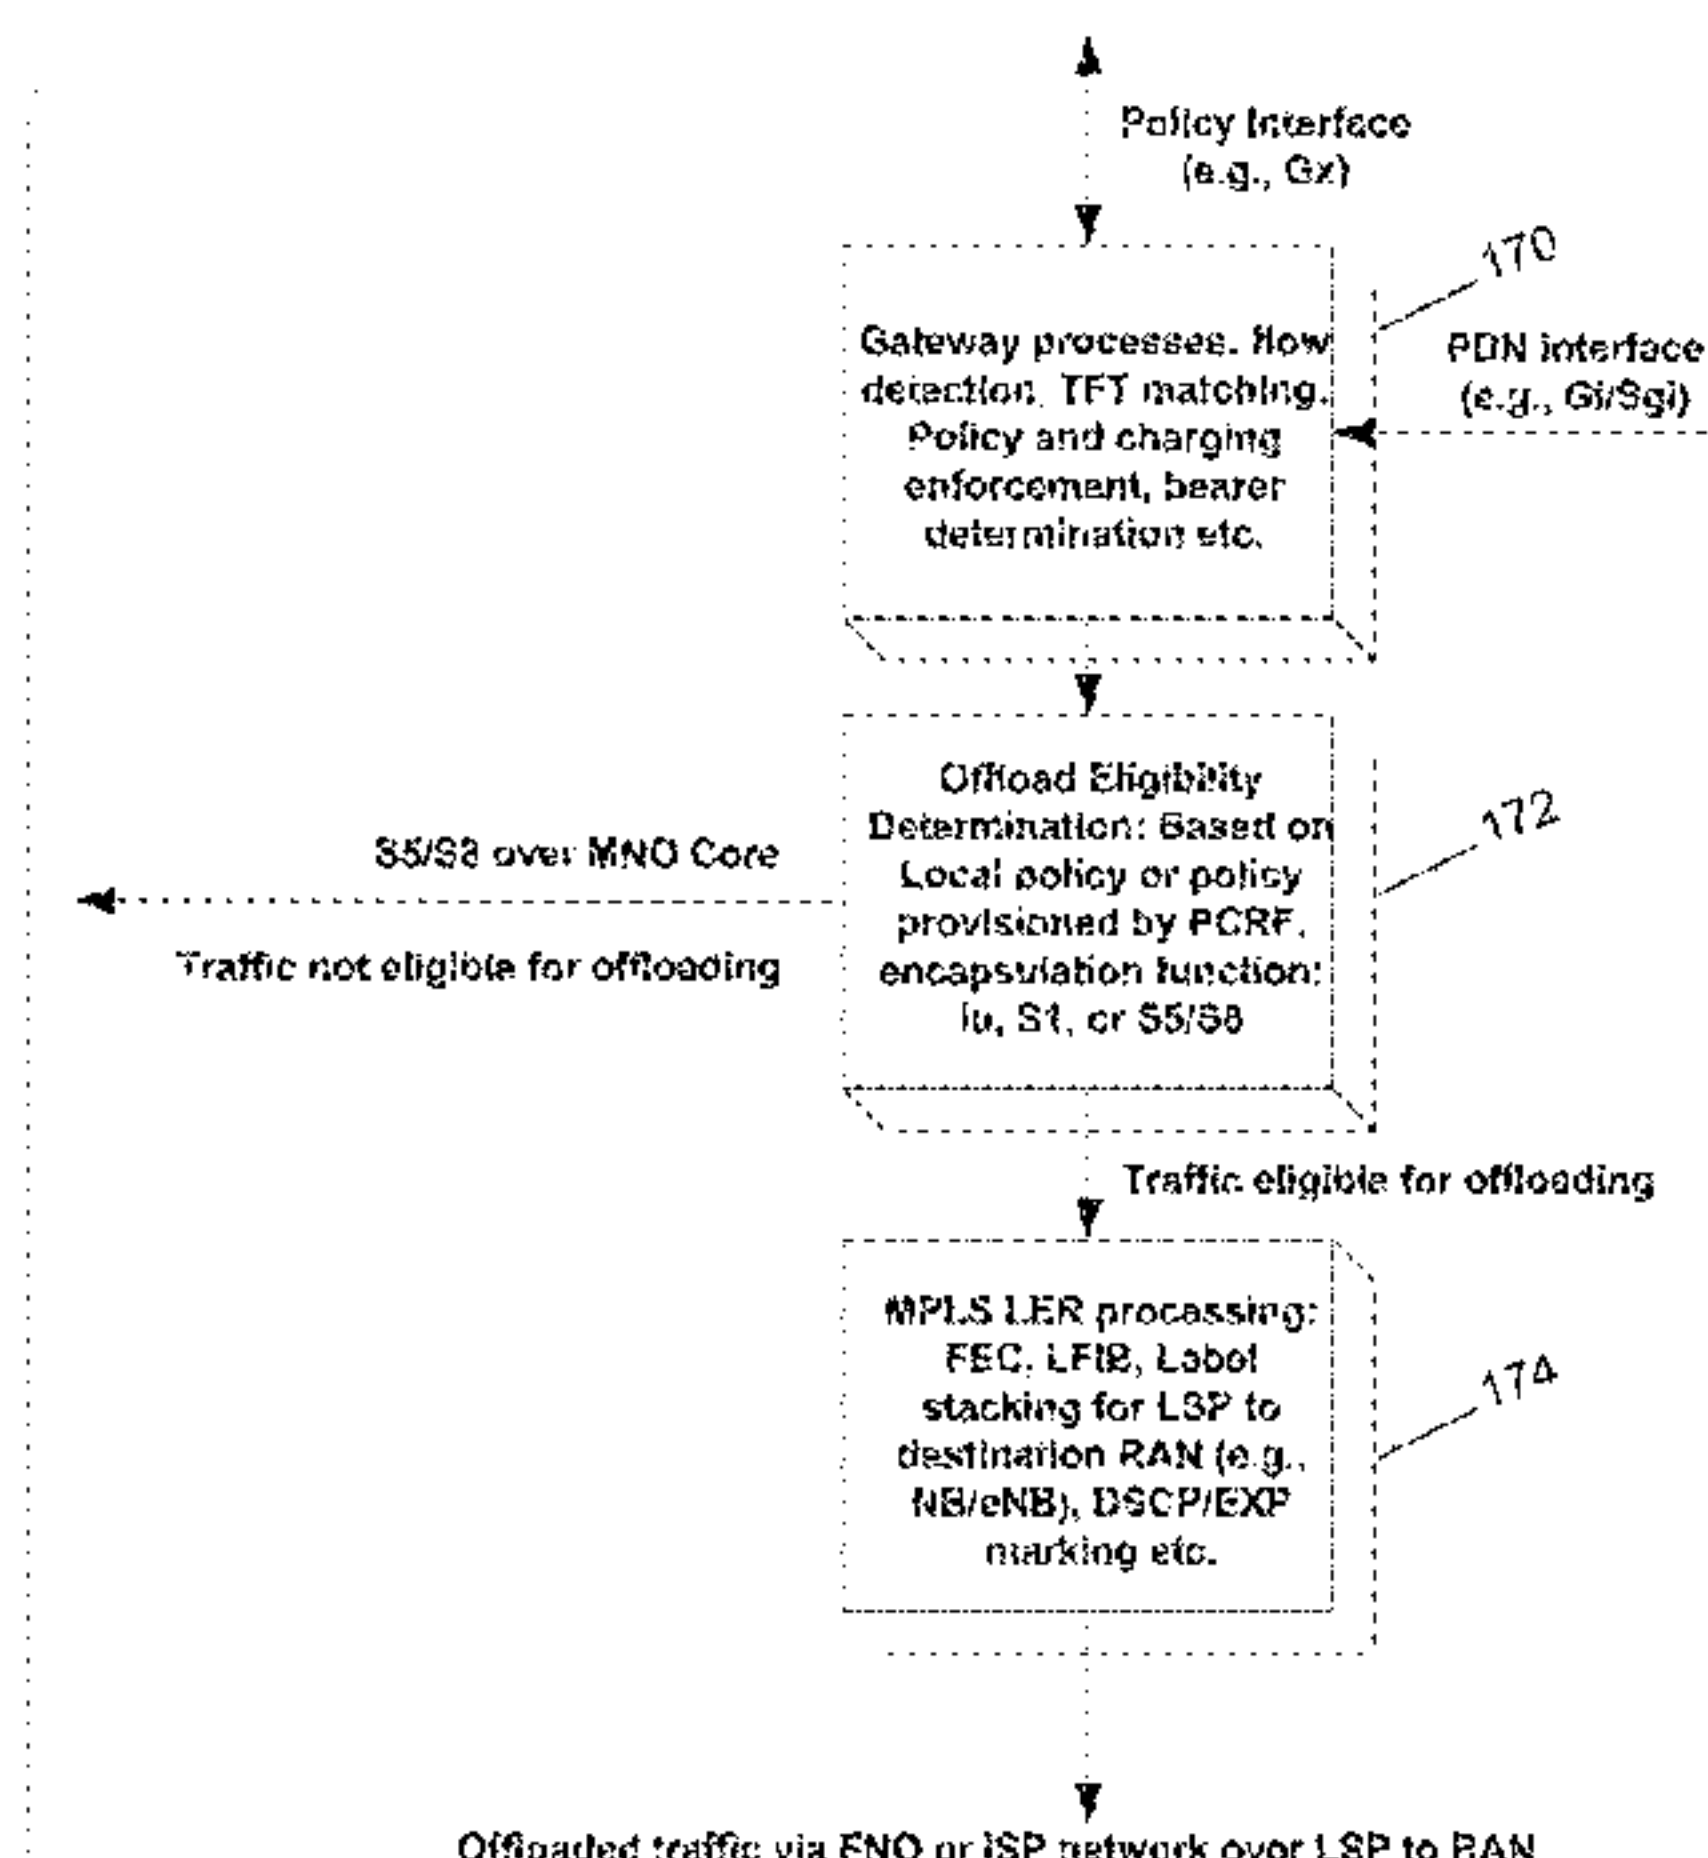 Policy Interface
(e.g., Gx)
170
Gateway processes, flow
detection, TFT matching,
Policy and charging
enforcement, bearer
determination etc.
PDN interface
(e.g., Gi/Sgi)
172
Offload Eligibility
Determination: Based on
Local policy or policy
provisioned by PCRF,
encapsulation function:
Iu, S1, or S5/S8
S5/S8 over MNO Core
Traffic not eligible for offloading
Traffic eligible for offloading
174
MPLS LER processing:
FEC, LFIB, Label
stacking for LSP to
destination RAN (e.g.,
NB/eNB), DSCP/EXP
marking etc.
Offloaded traffic via FNO or ISP network over LSP to RAN